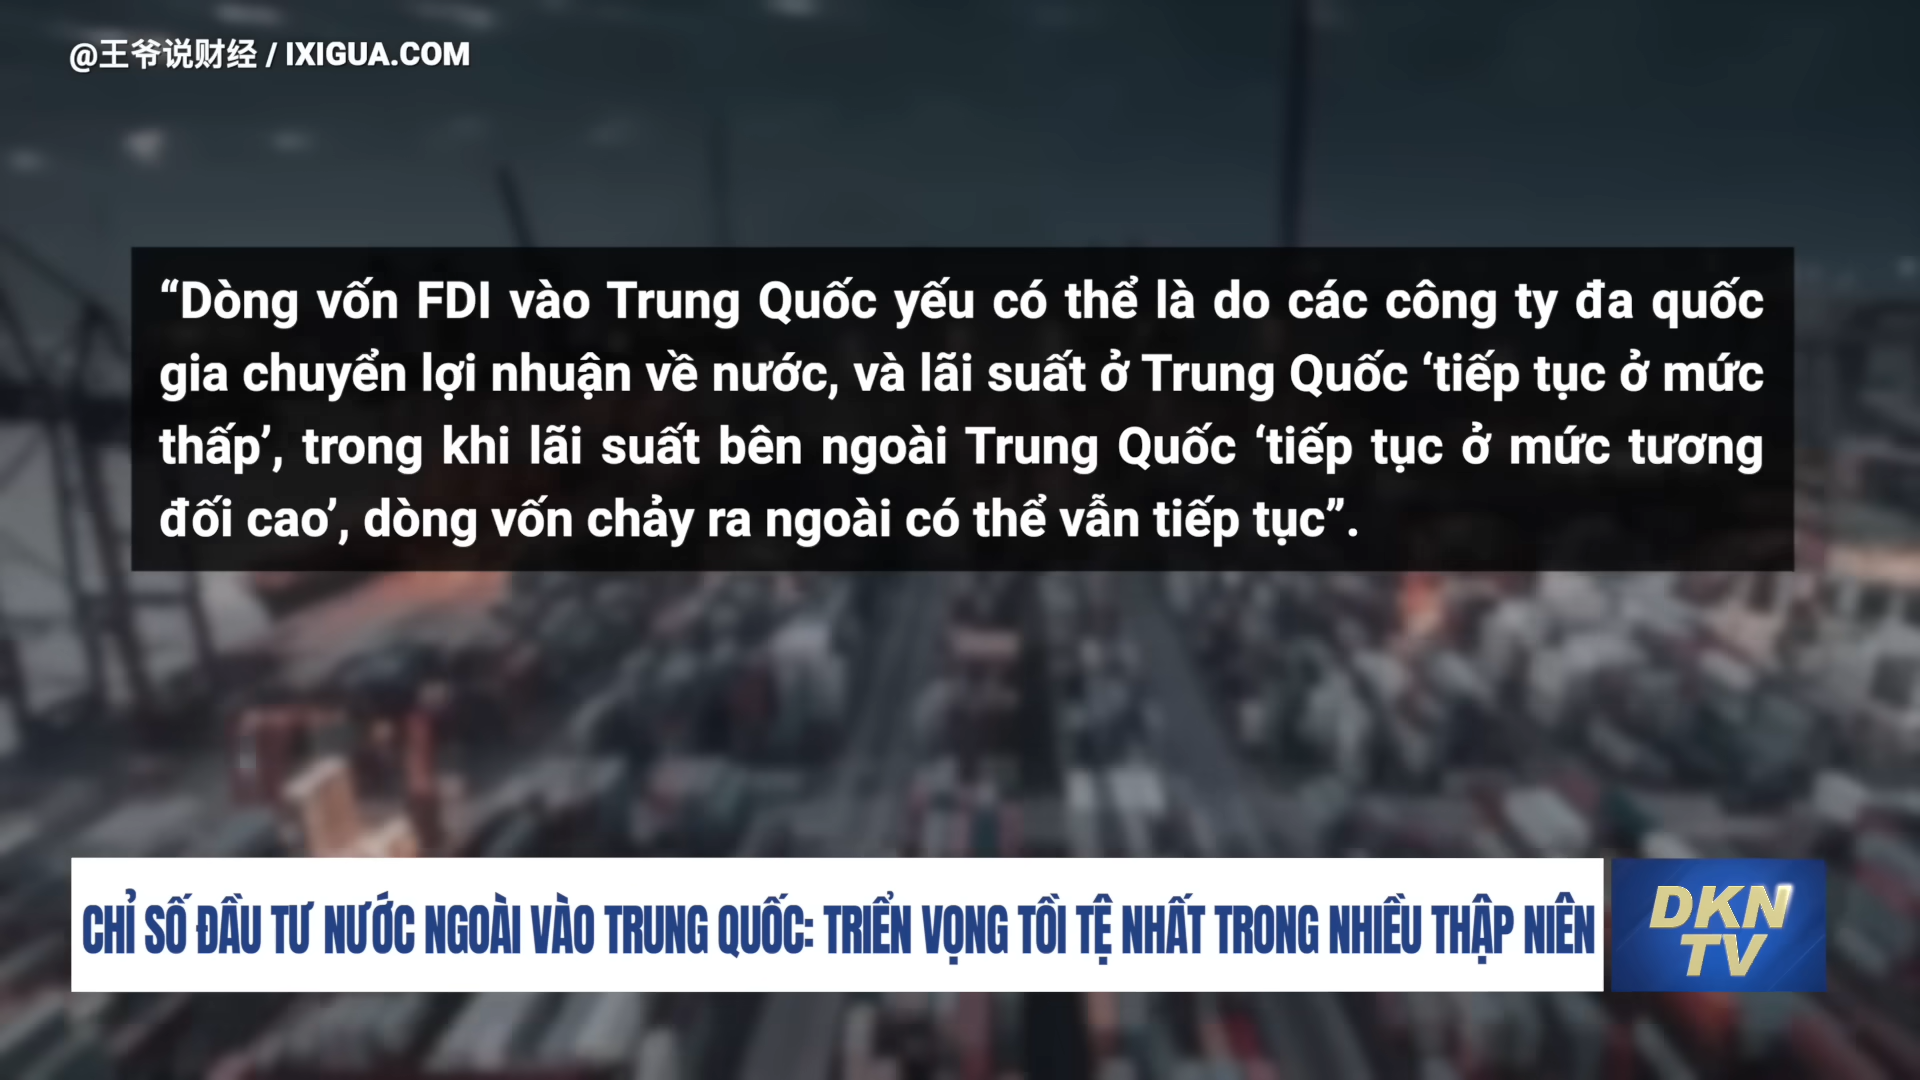 @王爷说财经 / IXIGUA.COM
“Dòng vốn FDI vào Trung Quốc yếu có thể là do các công ty đa quốc
gia chuyển lợi nhuận về nước, và lãi suất ở Trung Quốc ‘tiếp tục ở mức
thấp’, trong khi lãi suất bên ngoài Trung Quốc ‘tiếp tục ở mức tương
đối cao’, dòng vốn chảy ra ngoài có thể vẫn tiếp tục”.
CHỈ SỐ ĐẦU TƯ NƯỚC NGOÀI VÀO TRUNG QUỐC: TRIỂN VỌNG TỒI TỆ NHẤT TRONG NHIỀU THẬP NIÊN
DKN
TV